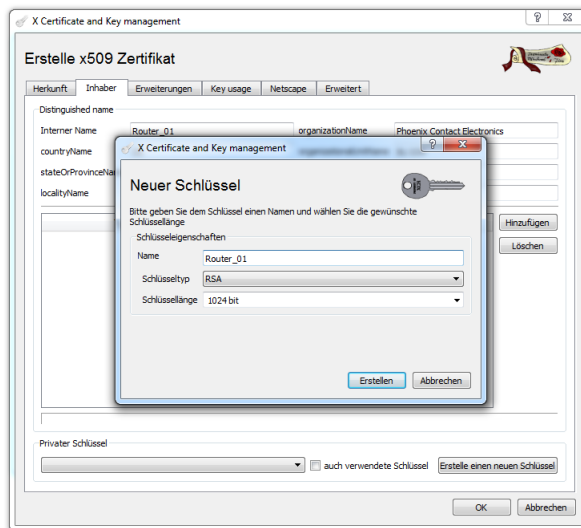 X Certificate and Key management
Erstelle x509 Zertifikat
Herkunft Inhaber Erweiterungen Key usage Netscape Erweitert
Distinguished name
Interner Name Router_01 organizationName Phoenix Contact Electronics
countryName
stateOrProvinceNa
localityName
X Certificate and Key management
Neuer Schlüssel
Bitte geben Sie dem Schlüssel einen Namen und wählen Sie die gewünschte
Schlüssellänge
Schlüsseleigenschaften
Name Router_01
Schlüsseltyp RSA
Schlüssellänge 1024 bit
Erstellen Abbrechen
Hinzufügen
Löschen
Privater Schlüssel
auch verwendete Schlüssel Erstelle einen neuen Schlüssel
OK Abbrechen